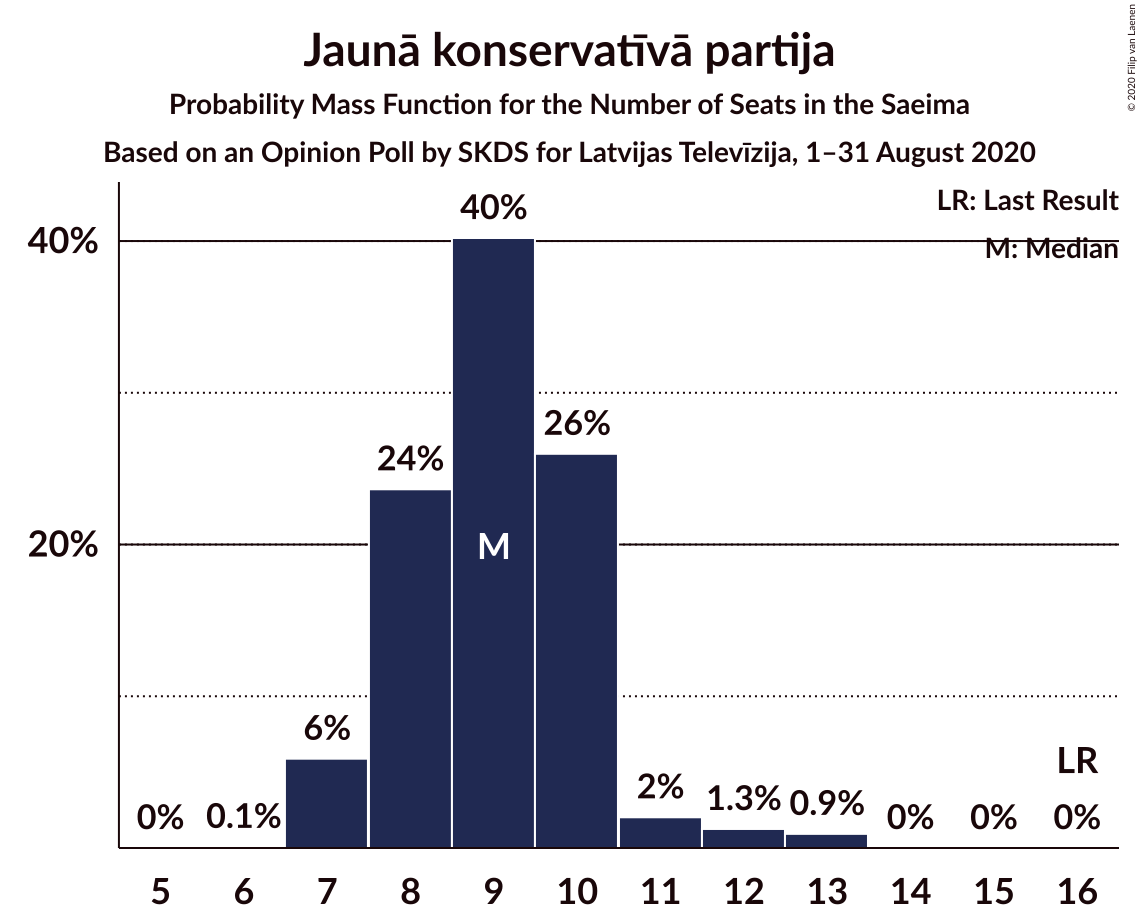 Jaunā konservatīvā partija
Probability Mass Function for the Number of Seats in the Saeima
Based on an Opinion Poll by SKDS for Latvijas Televīzija, 1–31 August 2020
© 2020 Filip van Laenen
LR: Last Result
M: Median
40%
20%
0%
0.1%
6%
24%
40%
M
26%
2%
1.3%
0.9%
0%
0%
LR
0%
5 6 7 8 9 10 11 12 13 14 15 16